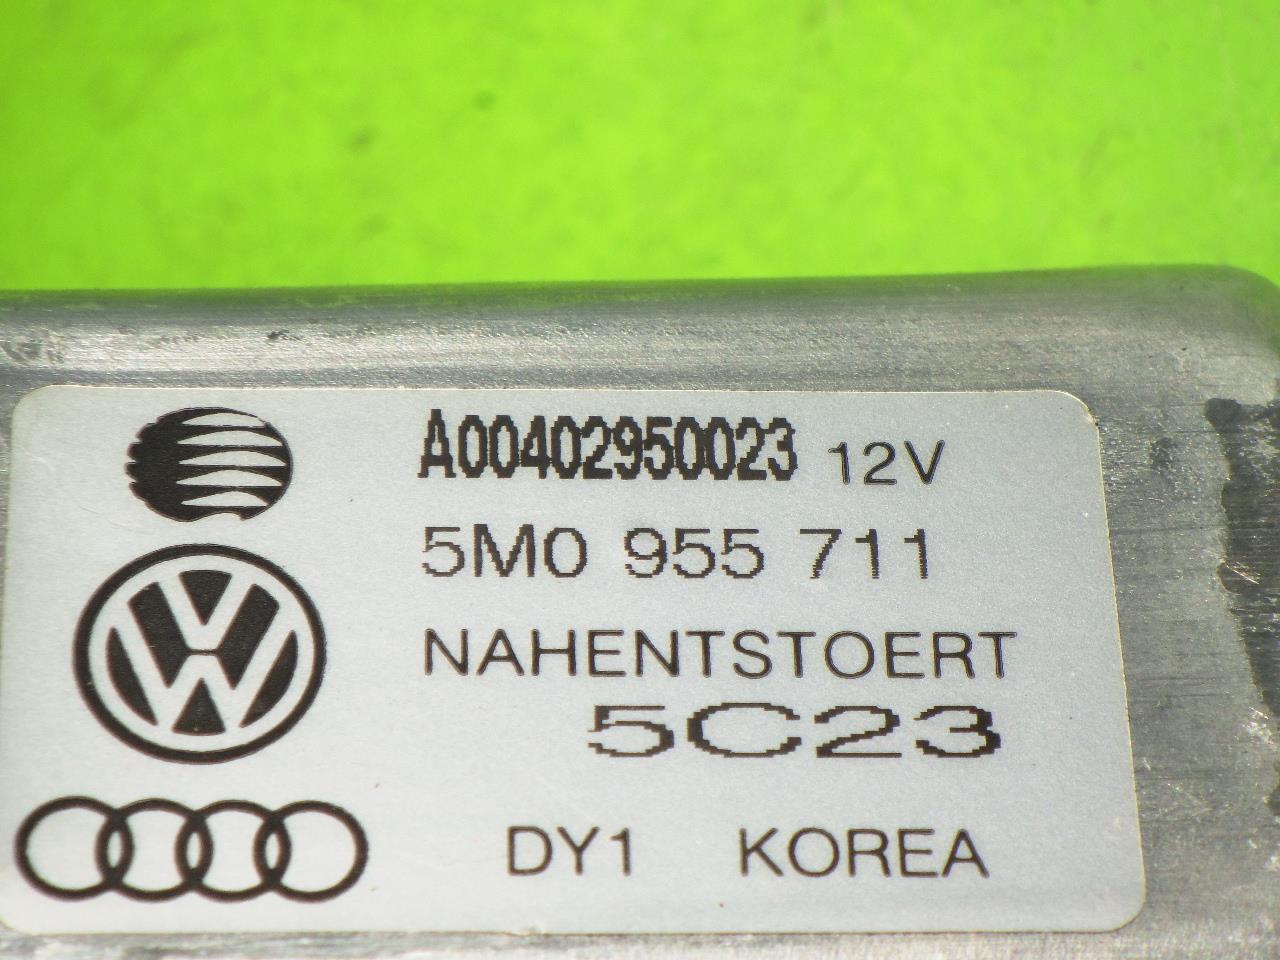 A00402950023 12V
5M0 955 711
NAHENTSTOERT
5C23
DY1 KOREA